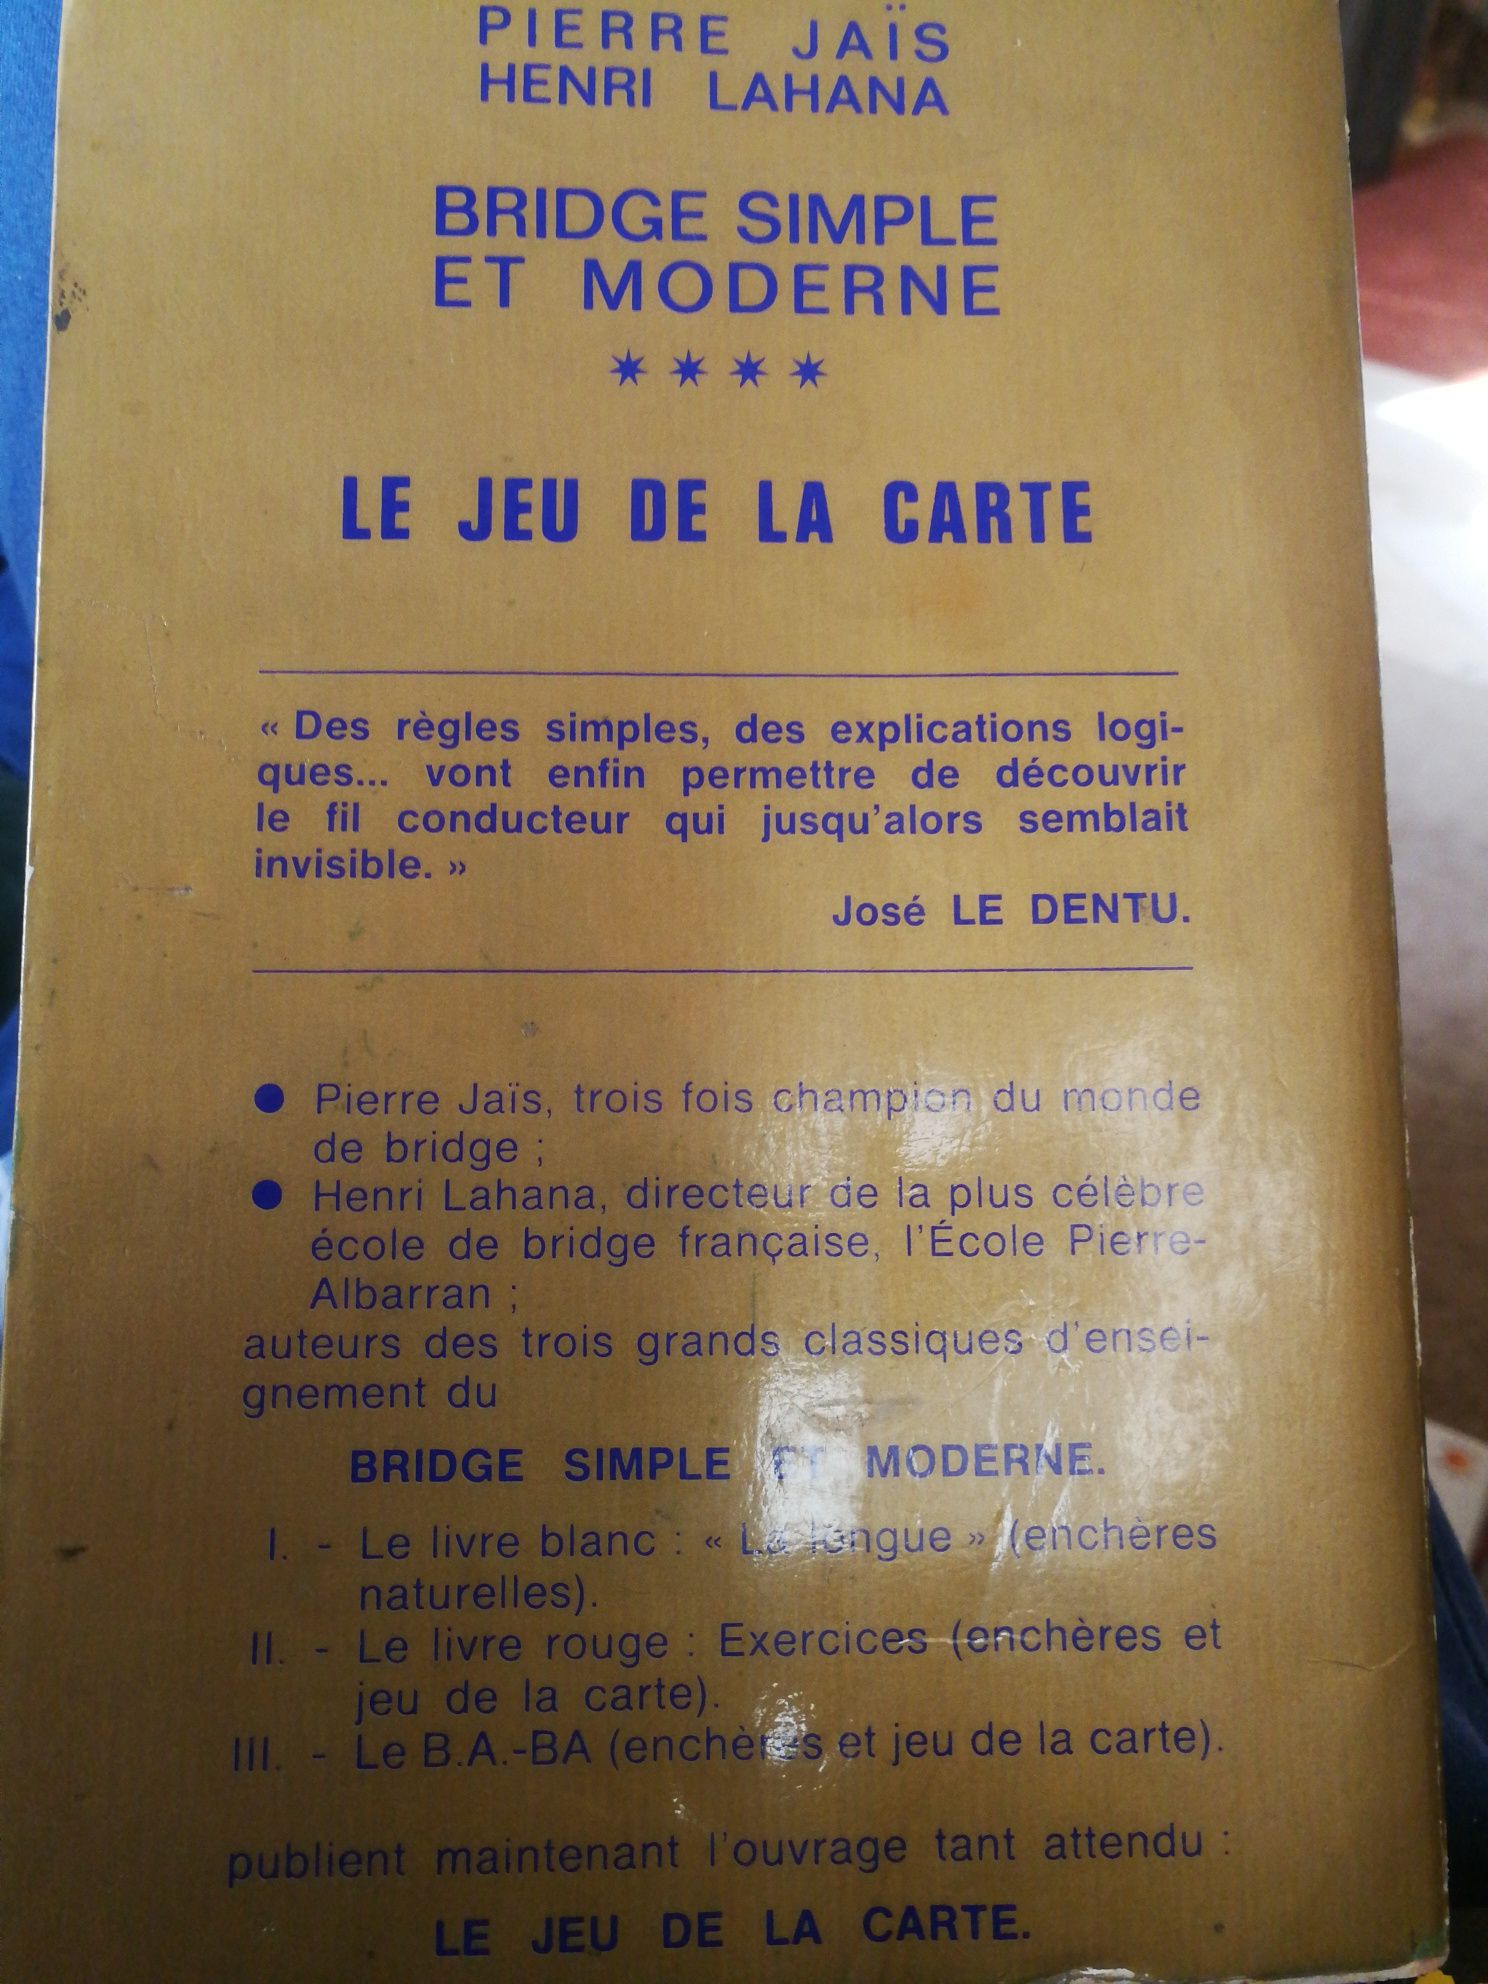 PIERRE JAÏS
HENRI LAHANA
BRIDGE SIMPLE
ET MODERNE
LE JEU DE LA CARTE
« Des règles simples, des explications logi-
ques... vont enfin permettre de découvrir
le fil conducteur qui jusqu'alors semblait
invisible. »
José LE DENTU.
● Pierre Jaïs, trois fois champion du monde
de bridge ;
● Henri Lahana, directeur de la plus célèbre
école de bridge française, l'École Pierre-
Albarran ;
auteurs des trois grands classiques d'ensei-
gnement du
BRIDGE SIMPLE ET MODERNE.
I. - Le livre blanc : « La longue » (enchères
naturelles).
II. - Le livre rouge : Exercices (enchères et
jeu de la carte).
III. - Le B.A.-BA (enchères et jeu de la carte).
publient maintenant l'ouvrage tant attendu :
LE JEU DE LA CARTE.